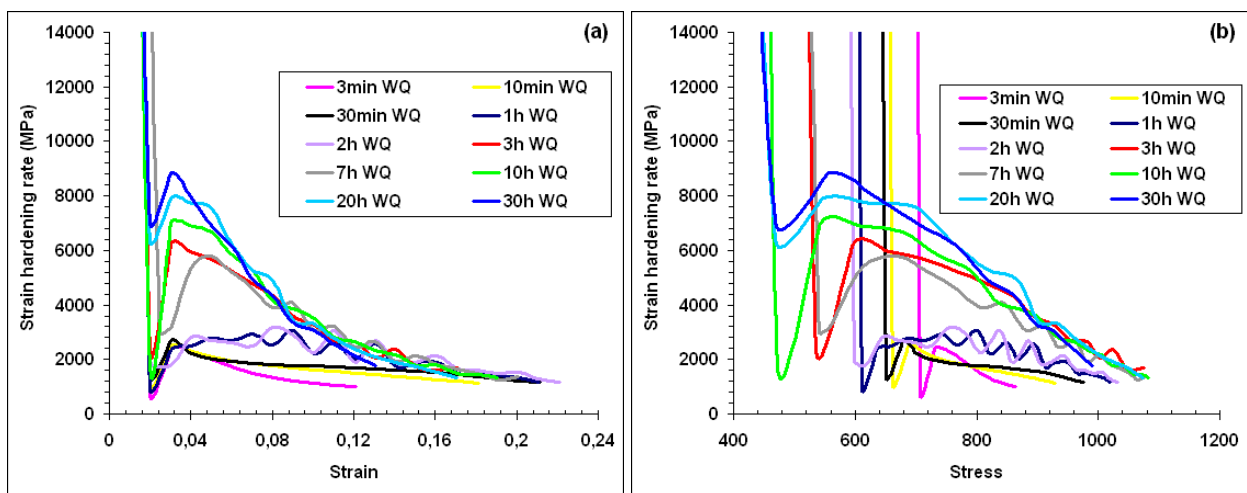 (a)
14000
12000
10000
8000
6000
4000
2000
0
Strain hardening rate (MPa)
3min WQ 10min WQ
30min WQ 1h WQ
2h WQ 3h WQ
7h WQ 10h WQ
20h WQ 30h WQ
0 0,04 0,08 0,12 0,16 0,2 0,24
Strain
(b)
14000
12000
10000
8000
6000
4000
2000
0
Strain hardening rate (MPa)
3min WQ 10min WQ
30min WQ 1h WQ
2h WQ 3h WQ
7h WQ 10h WQ
20h WQ 30h WQ
400 600 800 1000 1200
Stress